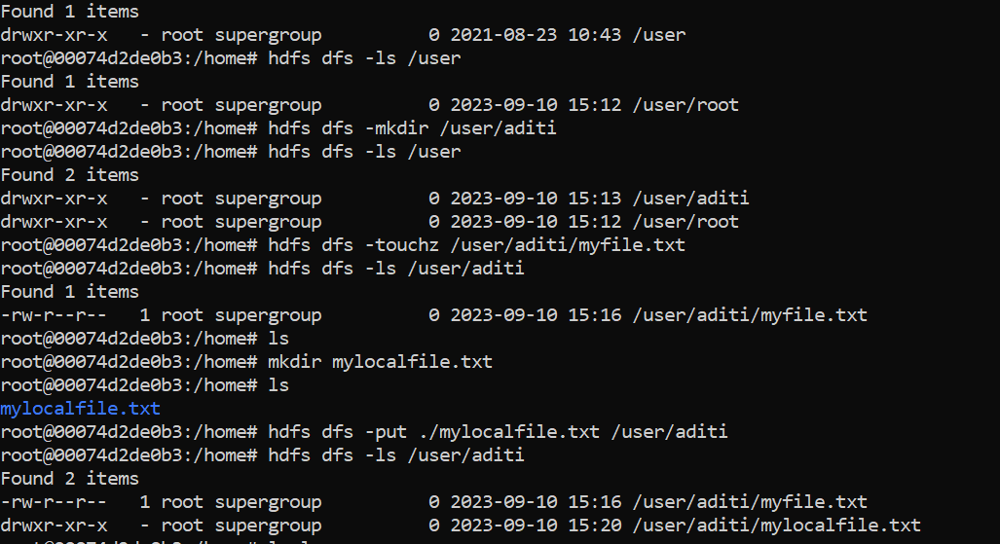 Found 1 items
drwxr-xr-x   - root supergroup          0 2021-08-23 10:43 /user
root@00074d2de0b3:/home# hdfs dfs -ls /user
Found 1 items
drwxr-xr-x   - root supergroup          0 2023-09-10 15:12 /user/root
root@00074d2de0b3:/home# hdfs dfs -mkdir /user/aditi
root@00074d2de0b3:/home# hdfs dfs -ls /user
Found 2 items
drwxr-xr-x   - root supergroup          0 2023-09-10 15:13 /user/aditi
drwxr-xr-x   - root supergroup          0 2023-09-10 15:12 /user/root
root@00074d2de0b3:/home# hdfs dfs -touchz /user/aditi/myfile.txt
root@00074d2de0b3:/home# hdfs dfs -ls /user/aditi
Found 1 items
-rw-r--r--   1 root supergroup          0 2023-09-10 15:16 /user/aditi/myfile.txt
root@00074d2de0b3:/home# ls
root@00074d2de0b3:/home# mkdir mylocalfile.txt
root@00074d2de0b3:/home# ls
mylocalfile.txt
root@00074d2de0b3:/home# hdfs dfs -put ./mylocalfile.txt /user/aditi
root@00074d2de0b3:/home# hdfs dfs -ls /user/aditi
Found 2 items
-rw-r--r--   1 root supergroup          0 2023-09-10 15:16 /user/aditi/myfile.txt
drwxr-xr-x   - root supergroup          0 2023-09-10 15:20 /user/aditi/mylocalfile.txt